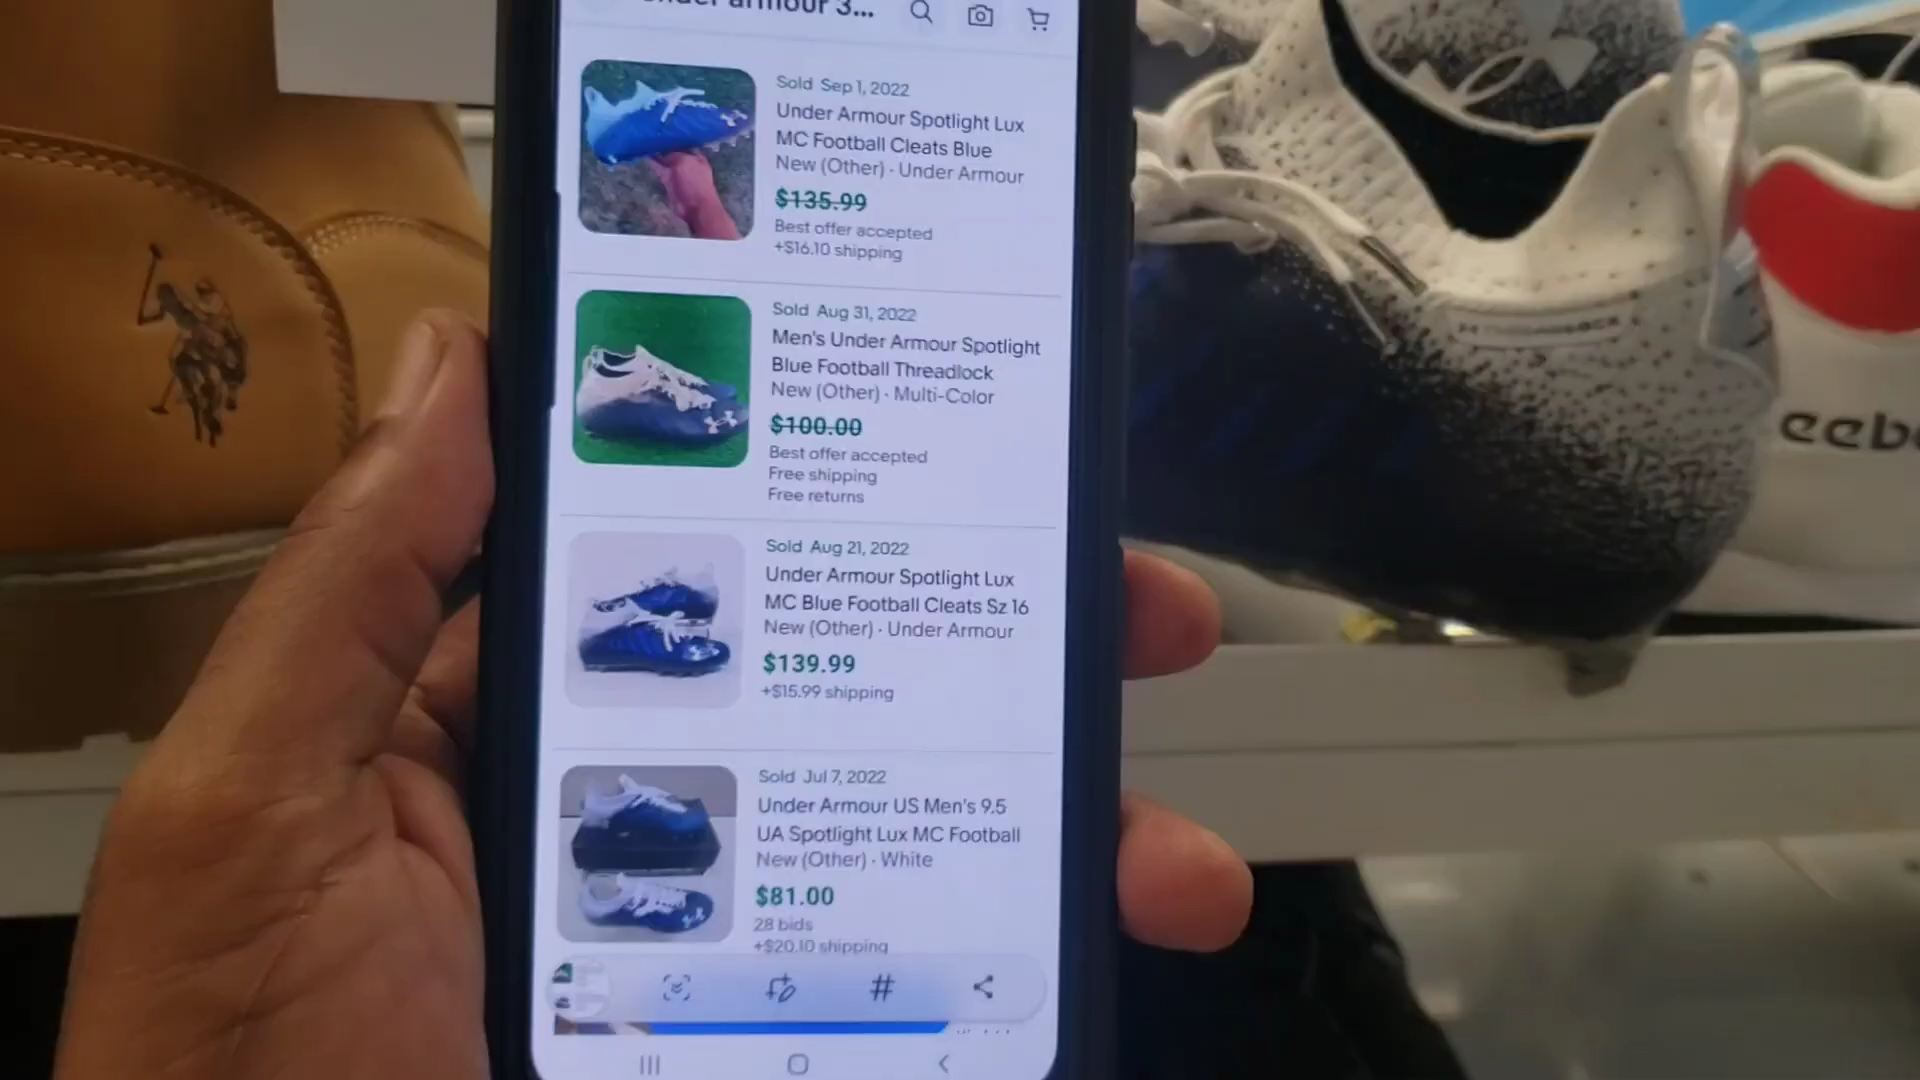 under armour 3...
Sold Sep 1, 2022
Under Armour Spotlight Lux
MC Football Cleats Blue
New (Other) · Under Armour
$135.99
Best offer accepted
+$16.10 shipping
Sold Aug 31, 2022
Men's Under Armour Spotlight
Blue Football Threadlock
New (Other) · Multi-Color
$100.00
Best offer accepted
Free shipping
Free returns
Sold Aug 21, 2022
Under Armour Spotlight Lux
MC Blue Football Cleats Sz 16
New (Other) · Under Armour
$139.99
+$15.99 shipping
Sold Jul 7, 2022
Under Armour US Men's 9.5
UA Spotlight Lux MC Football
New (Other) · White
$81.00
28 bids
+$20.10 shipping
#
eeb